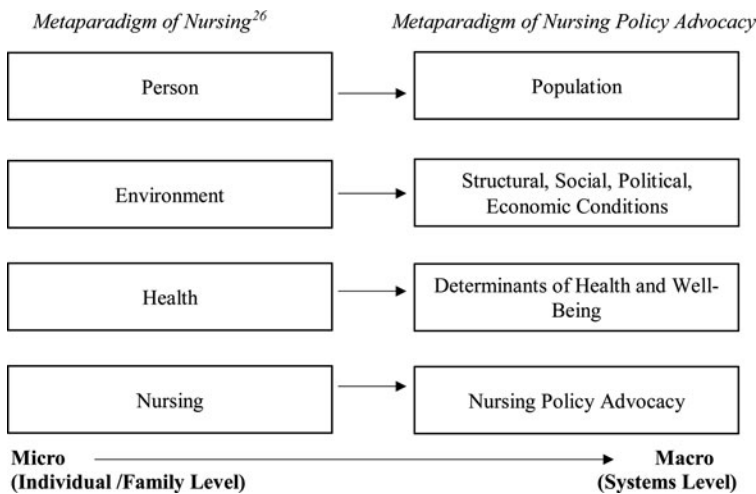 Metaparadigm of Nursing26
Metaparadigm of Nursing Policy Advocacy
Person
Population
Environment
Structural, Social, Political,
Economic Conditions
Health
Determinants of Health and Well-
Being
Nursing
Nursing Policy Advocacy
Micro
(Individual /Family Level)
Macro
(Systems Level)